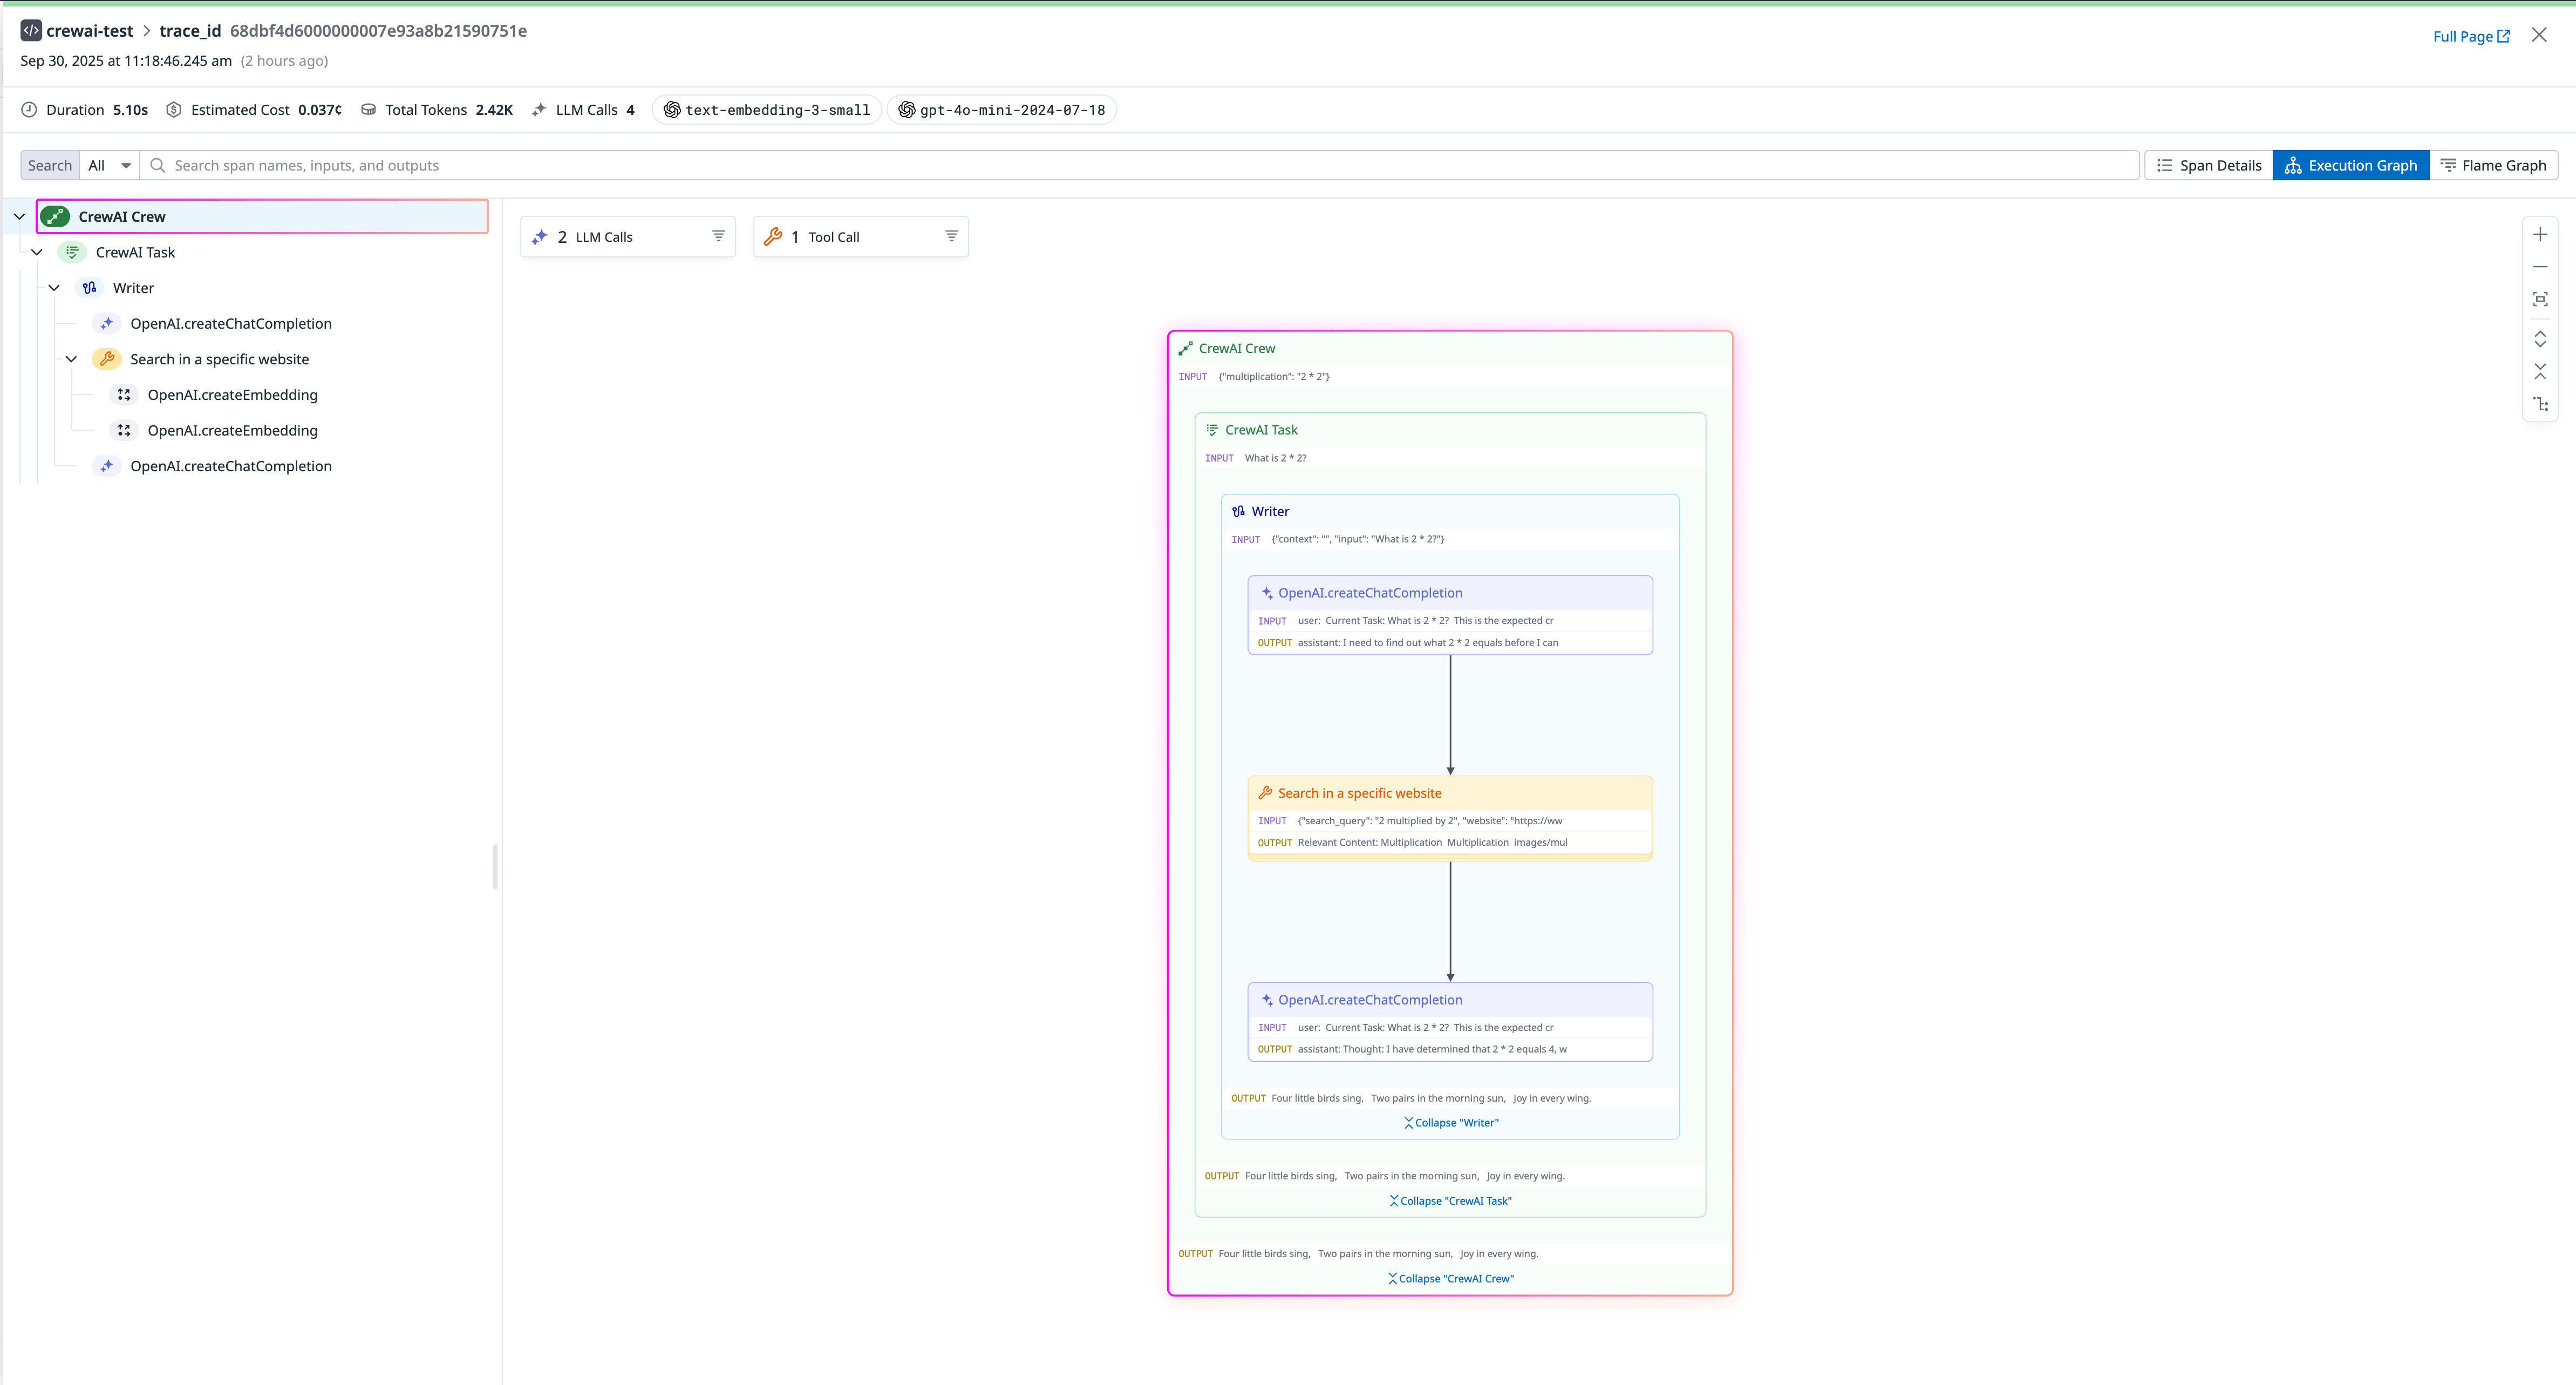 crewai-test > trace_id 68dbf4d6000000007e93a8b21590751e
Full Page
Sep 30, 2025 at 11:18:46.245 am (2 hours ago)
Duration 5.10s Estimated Cost 0.037¢ Total Tokens 2.42K LLM Calls 4 text-embedding-3-small gpt-4o-mini-2024-07-18
Search All Search span names, inputs, and outputs
Span Details Execution Graph Flame Graph
CrewAI Crew
CrewAI Task
Writer
OpenAI.createChatCompletion
Search in a specific website
OpenAI.createEmbedding
OpenAI.createEmbedding
OpenAI.createChatCompletion
2 LLM Calls
1 Tool Call
CrewAI Crew
INPUT {"multiplication": "2 * 2"}
CrewAI Task
INPUT What is 2 * 2?
Writer
INPUT {"context": "", "input": "What is 2 * 2?"}
OpenAI.createChatCompletion
INPUT user: Current Task: What is 2 * 2? This is the expected cr
OUTPUT assistant: I need to find out what 2 * 2 equals before I can
Search in a specific website
INPUT {"search_query": "2 multiplied by 2", "website": "https://ww
OUTPUT Relevant Content: Multiplication Multiplication images/mul
OpenAI.createChatCompletion
INPUT user: Current Task: What is 2 * 2? This is the expected cr
OUTPUT assistant: Thought: I have determined that 2 * 2 equals 4, w
OUTPUT Four little birds sing, Two pairs in the morning sun, Joy in every wing.
Collapse "Writer"
OUTPUT Four little birds sing, Two pairs in the morning sun, Joy in every wing.
Collapse "CrewAI Task"
OUTPUT Four little birds sing, Two pairs in the morning sun, Joy in every wing.
Collapse "CrewAI Crew"